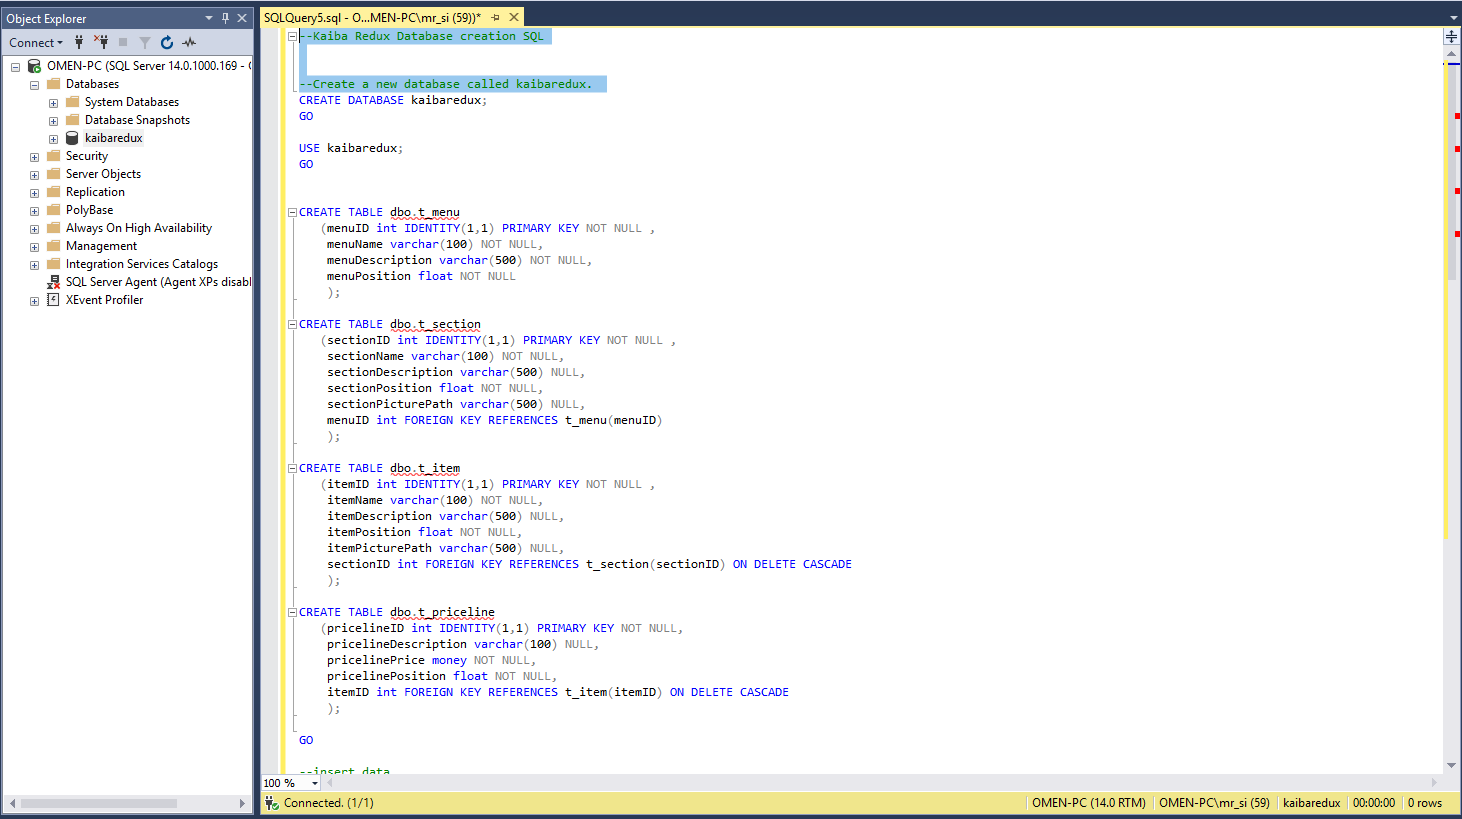 Object Explorer
Connect
OMEN-PC (SQL Server 14.0.1000.169 -
Databases
System Databases
Database Snapshots
kaibaredux
Security
Server Objects
Replication
PolyBase
Always On High Availability
Management
Integration Services Catalogs
SQL Server Agent (Agent XPs disabl
XEvent Profiler
SQLQuery5.sql - O...MEN-PC\mr_si (59))*
--Kaiba Redux Database creation SQL
--Create a new database called kaibaredux.
CREATE DATABASE kaibaredux;
GO
USE kaibaredux;
GO
CREATE TABLE dbo.t_menu
(menuID int IDENTITY(1,1) PRIMARY KEY NOT NULL ,
menuName varchar(100) NOT NULL,
menuDescription varchar(500) NOT NULL,
menuPosition float NOT NULL
);
CREATE TABLE dbo.t_section
(sectionID int IDENTITY(1,1) PRIMARY KEY NOT NULL ,
sectionName varchar(100) NOT NULL,
sectionDescription varchar(500) NULL,
sectionPosition float NOT NULL,
sectionPicturePath varchar(500) NULL,
menuID int FOREIGN KEY REFERENCES t_menu(menuID)
);
CREATE TABLE dbo.t_item
(itemID int IDENTITY(1,1) PRIMARY KEY NOT NULL ,
itemName varchar(100) NOT NULL,
itemDescription varchar(500) NULL,
itemPosition float NOT NULL,
itemPicturePath varchar(500) NULL,
sectionID int FOREIGN KEY REFERENCES t_section(sectionID) ON DELETE CASCADE
);
CREATE TABLE dbo.t_priceline
(pricelineID int IDENTITY(1,1) PRIMARY KEY NOT NULL,
pricelineDescription varchar(100) NULL,
pricelinePrice money NOT NULL,
pricelinePosition float NOT NULL,
itemID int FOREIGN KEY REFERENCES t_item(itemID) ON DELETE CASCADE
);
GO
--insert data
100 %
Connected. (1/1)
OMEN-PC (14.0 RTM)
OMEN-PC\mr_si (59)
kaibaredux
00:00:00
0 rows